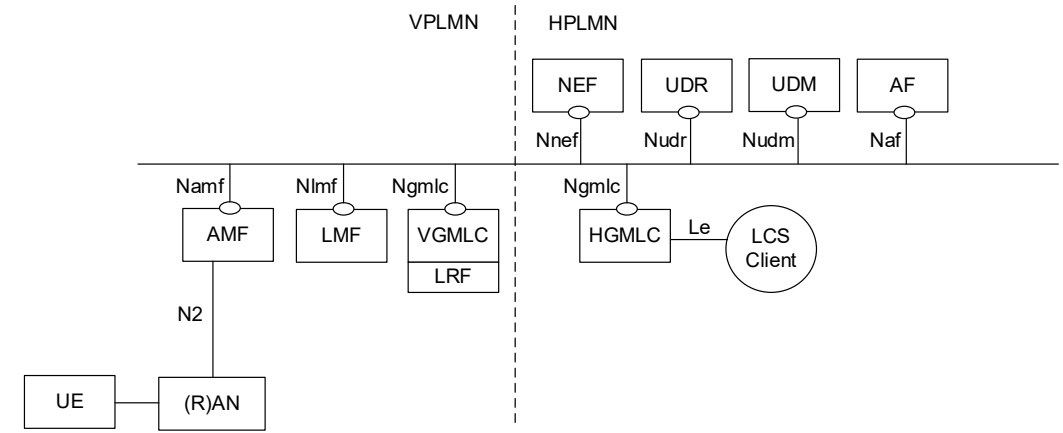 VPLMN
HPLMN
NEF
UDR
UDM
AF
Nnef
Nudr
Nudm
Naf
Namf
Nlmf
Ngmlc
Ngmlc
AMF
LMF
VGMLC
LRF
HGMLC
Le
LCS
Client
N2
UE
(R)AN